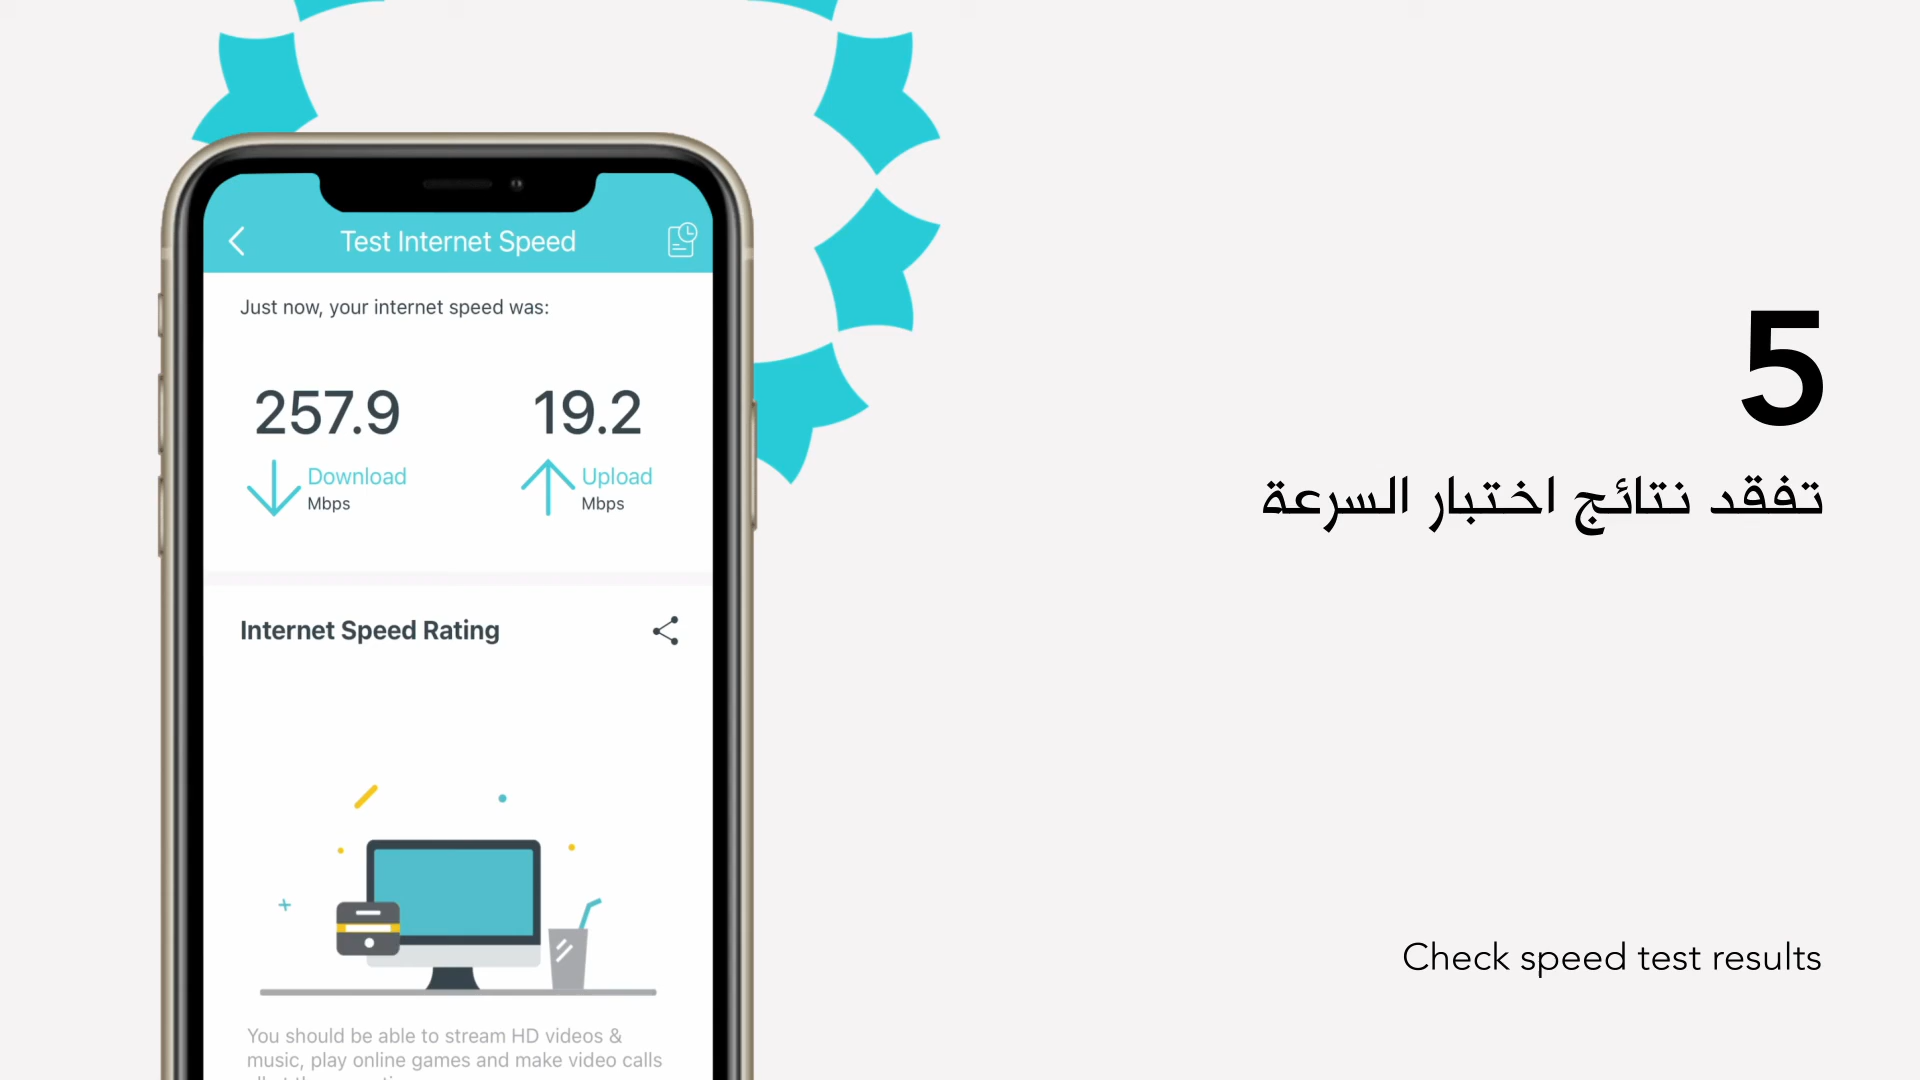 Test Internet Speed
Just now, your internet speed was:
257.9
Download
Mbps
19.2
Upload
Mbps
Internet Speed Rating
You should be able to stream HD videos &
music, play online games and make video calls
5
تفقد نتائج اختبار السرعة
Check speed test results